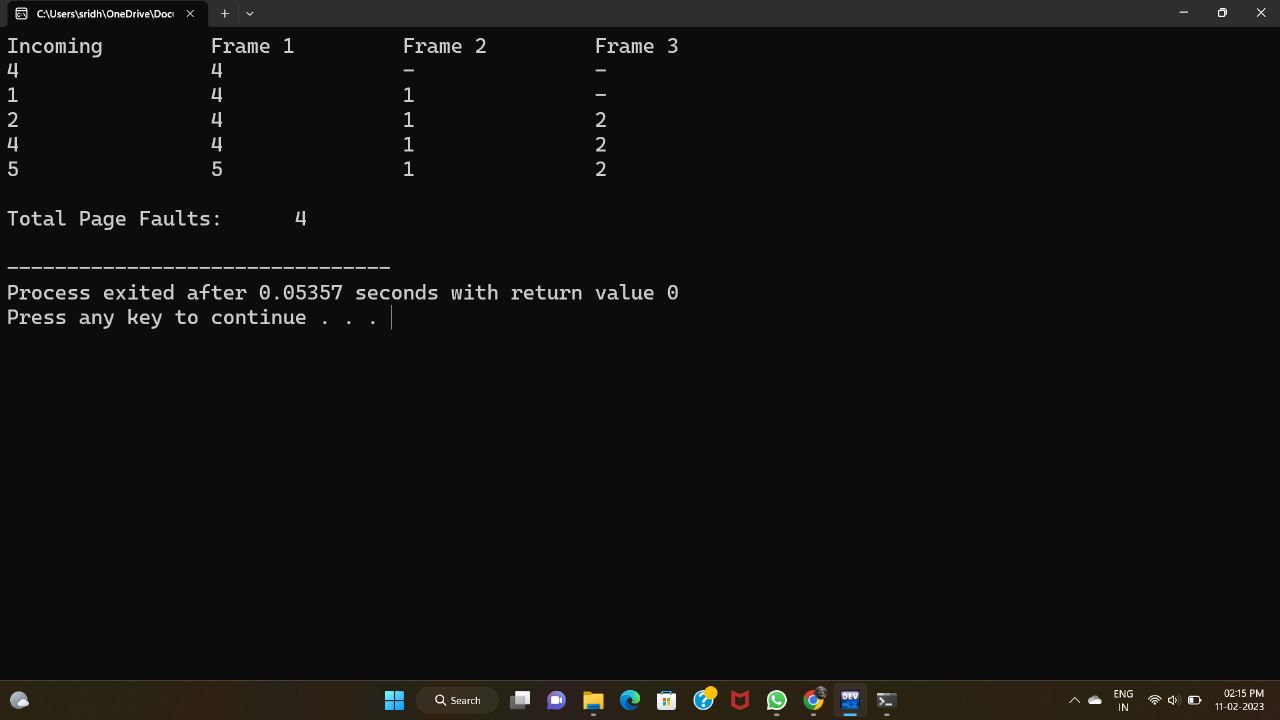 C:\Users\sridh\OneDrive\Docu
Incoming Frame 1 Frame 2 Frame 3
4 4 - -
1 4 1 -
2 4 1 2
4 4 1 2
5 5 1 2
Total Page Faults: 4
--------------------------------
Process exited after 0.05357 seconds with return value 0
Press any key to continue . . .
Search
DEV
ENG
IN
02:15 PM
11-02-2023